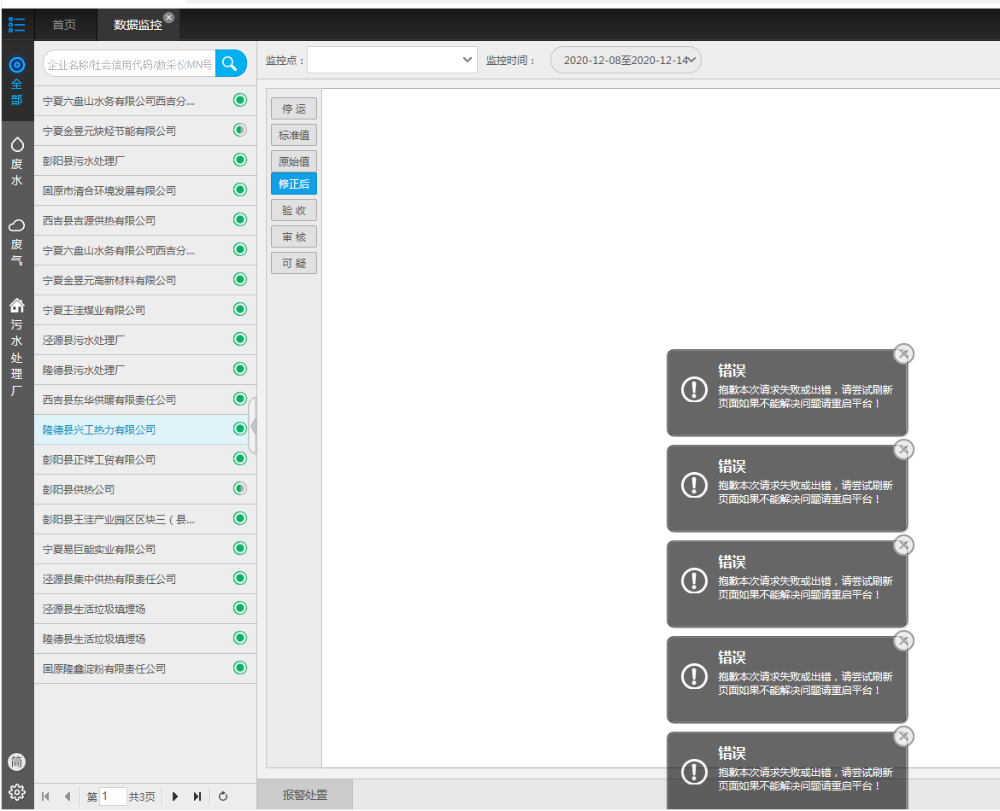 首页
数据监控
全
部
废
水
废
气
污
水
处
理
厂
简
企业名称/社会信用代码/数采仪MN号
宁夏六盘山水务有限公司西吉分...
宁夏金昱元炔烃节能有限公司
彭阳县污水处理厂
固原市清合环境发展有限公司
西吉县吉源供热有限公司
宁夏六盘山水务有限公司西吉分...
宁夏金昱元高新材料有限公司
宁夏王洼煤业有限公司
泾源县污水处理厂
隆德县污水处理厂
西吉县东华供暖有限责任公司
隆德县兴工热力有限公司
彭阳县正祥工贸有限公司
彭阳县供热公司
彭阳县王洼产业园区区块三（县...
宁夏易巨能实业有限公司
泾源县集中供热有限责任公司
泾源县生活垃圾填埋场
隆德县生活垃圾填埋场
固原隆鑫淀粉有限责任公司
第 1 共3页
监控点：
监控时间：
2020-12-08至2020-12-14
停 运
标准值
原始值
修正后
验 收
审 核
可 疑
错误
抱歉本次请求失败或出错，请尝试刷新
页面如果不能解决问题请重启平台！
错误
抱歉本次请求失败或出错，请尝试刷新
页面如果不能解决问题请重启平台！
错误
抱歉本次请求失败或出错，请尝试刷新
页面如果不能解决问题请重启平台！
错误
抱歉本次请求失败或出错，请尝试刷新
页面如果不能解决问题请重启平台！
错误
抱歉本次请求失败或出错，请尝试刷新
页面如果不能解决问题请重启平台！
报警处置